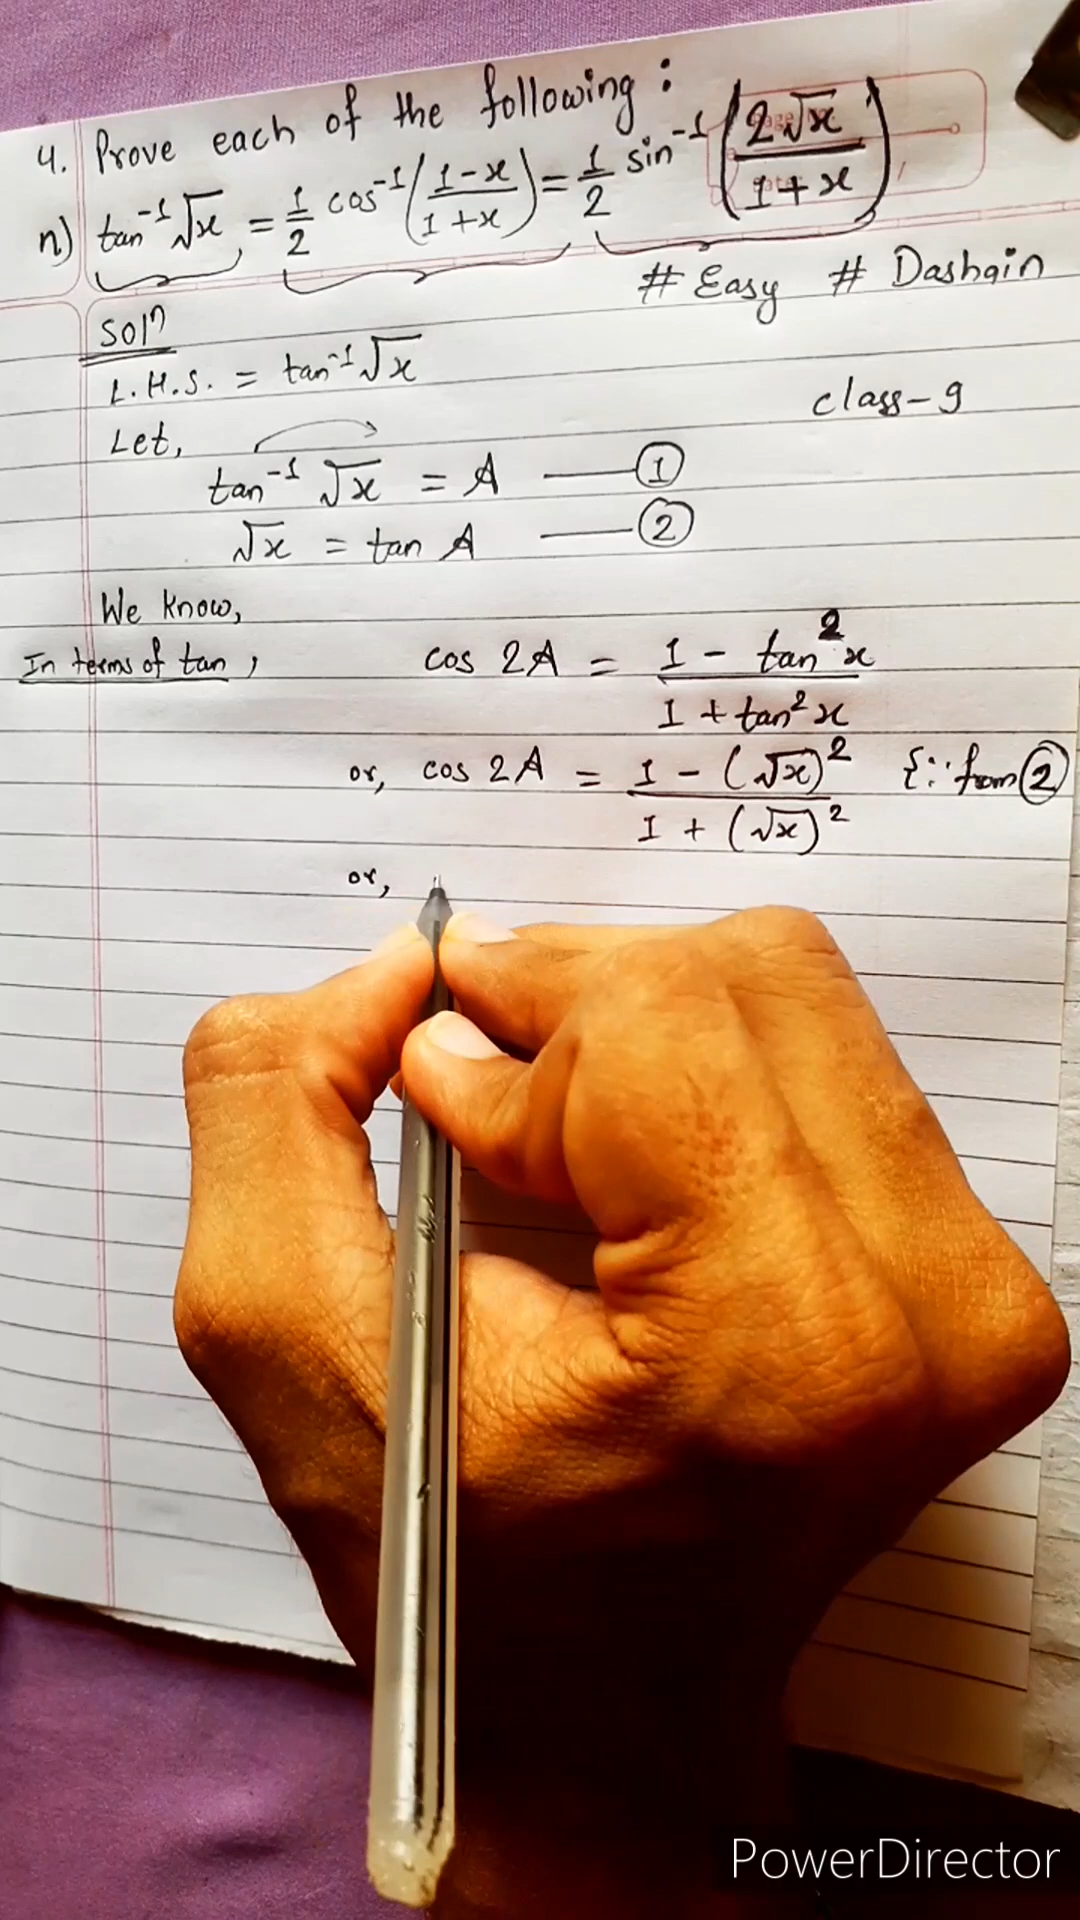 4. Prove each of the following :
n) tan⁻¹√x = 1/2 cos⁻¹((1-x)/(1+x)) = 1/2 sin⁻¹((2√x)/(1+x))
# Easy # Dashain
Solⁿ
L.H.S. = tan⁻¹√x
class-9
Let,
tan⁻¹ √x = A —— ①
√x = tan A —— ②
We know,
In terms of tan, cos 2A = (1 - tan²x)/(1 + tan²x)
or, cos 2A = (1 - (√x)²)/(1 + (√x)²) {∵ from ②
or,
PowerDirector